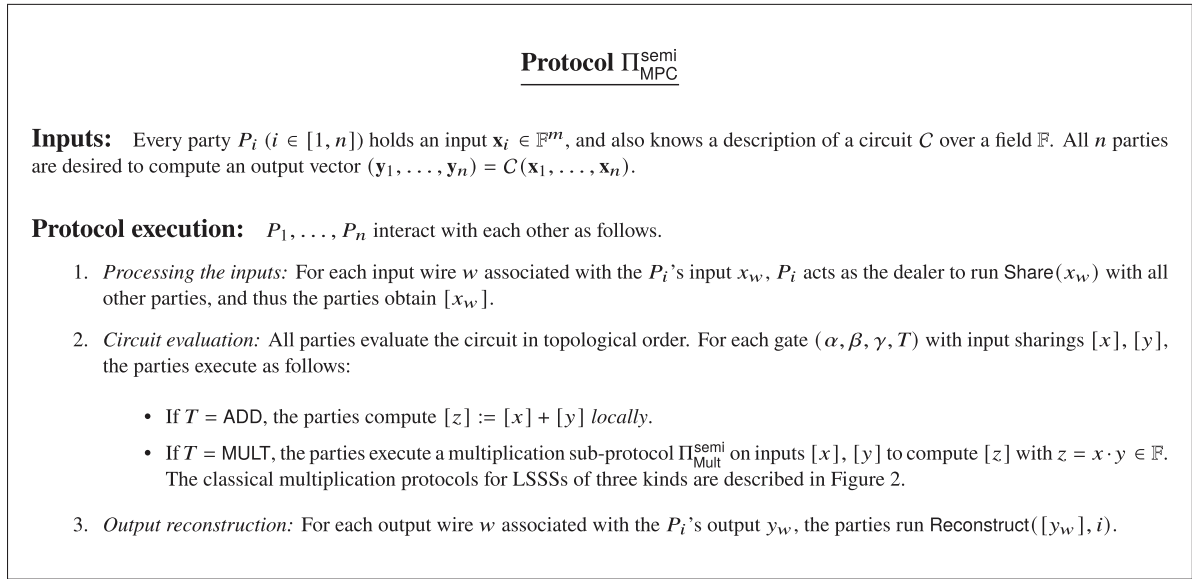 Protocol Π^semi_MPC
Inputs: Every party P_i (i ∈ [1, n]) holds an input x_i ∈ F^m, and also knows a description of a circuit C over a field F. All n parties
are desired to compute an output vector (y_1, . . . , y_n) = C(x_1, . . . , x_n).
Protocol execution: P_1, . . . , P_n interact with each other as follows.
1. Processing the inputs: For each input wire w associated with the P_i's input x_w, P_i acts as the dealer to run Share(x_w) with all
other parties, and thus the parties obtain [x_w].
2. Circuit evaluation: All parties evaluate the circuit in topological order. For each gate (α, β, γ, T) with input sharings [x], [y],
the parties execute as follows:
• If T = ADD, the parties compute [z] := [x] + [y] locally.
• If T = MULT, the parties execute a multiplication sub-protocol Π^semi_Mult on inputs [x], [y] to compute [z] with z = x · y ∈ F.
The classical multiplication protocols for LSSSs of three kinds are described in Figure 2.
3. Output reconstruction: For each output wire w associated with the P_i's output y_w, the parties run Reconstruct([y_w], i).